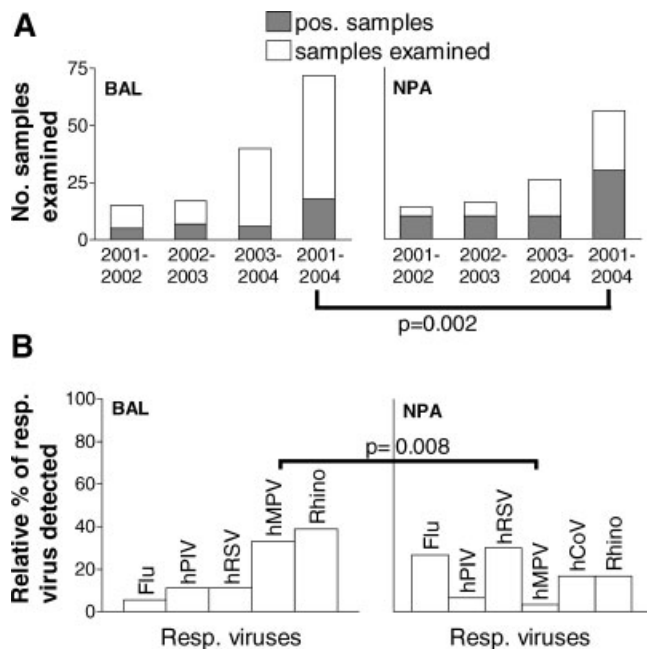 A
pos. samples
samples examined
No. samples
examined
75
50
25
0
BAL
2001-
2002
2002-
2003
2003-
2004
2001-
2004
NPA
2001-
2002
2002-
2003
2003-
2004
2001-
2004
p=0.002
B
Relative % of resp.
virus detected
100
80
60
40
20
0
BAL
NPA
p= 0.008
Flu
hPIV
hRSV
hMPV
Rhino
Flu
hPIV
hRSV
hMPV
hCoV
Rhino
Resp. viruses
Resp. viruses